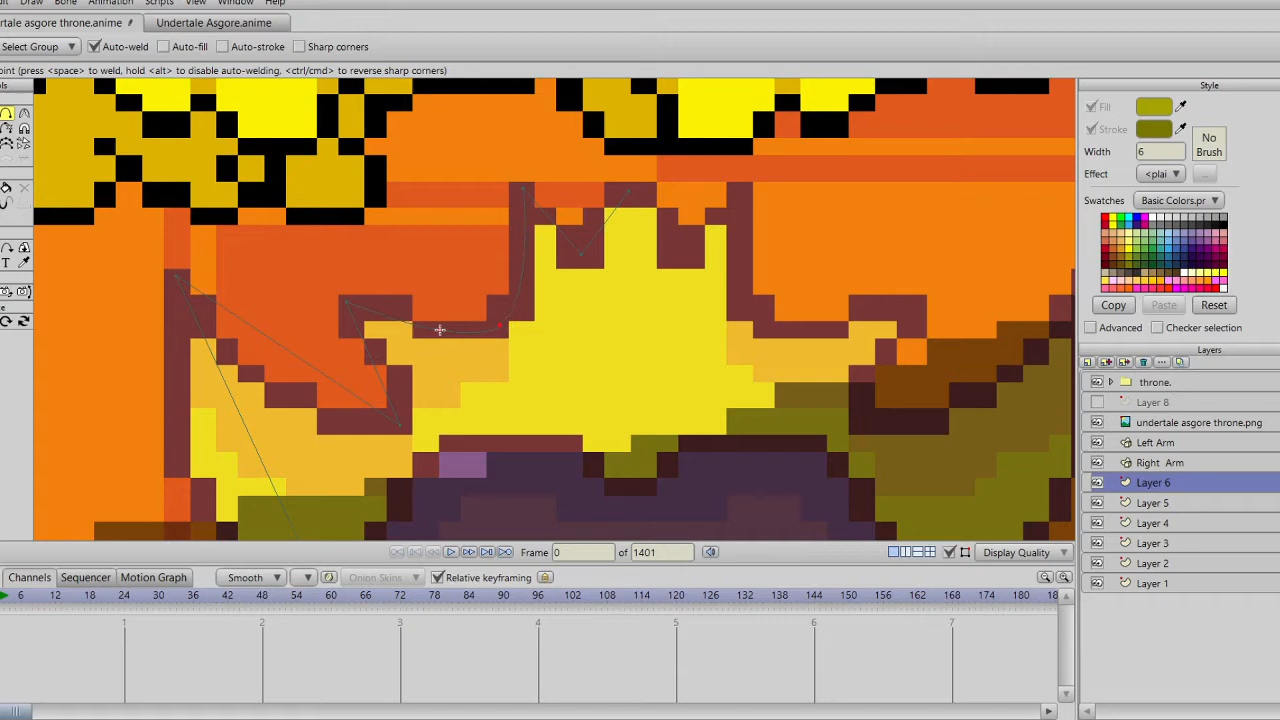 Draw Bone Animation Scripts View Window Help
rtale asgore throne.anime Undertale Asgore.anime
Select Group Auto-weld Auto-fill Auto-stroke Sharp corners
oint (press <space> to weld, hold <alt> to disable auto-welding, <ctrl/cmd> to reverse sharp corners)
ols
Style
Fill
Stroke
No
Brush
Width 6
Effect <plai ...
Swatches Basic Colors.pr
Copy Paste Reset
Advanced Checker selection
Layers
throne.
Layer 8
undertale asgore throne.png
Left Arm
Right Arm
Layer 6
Layer 5
Layer 4
Layer 3
Layer 2
Layer 1
T
Frame 0 of 1401 Display Quality
Channels Sequencer Motion Graph Smooth Onion Skins Relative keyframing
6 12 18 24 30 36 42 48 54 60 66 72 78 84 90 96 102 108 114 120 126 132 138 144 150 156 162 168 174 180 18
1 2 3 4 5 6 7